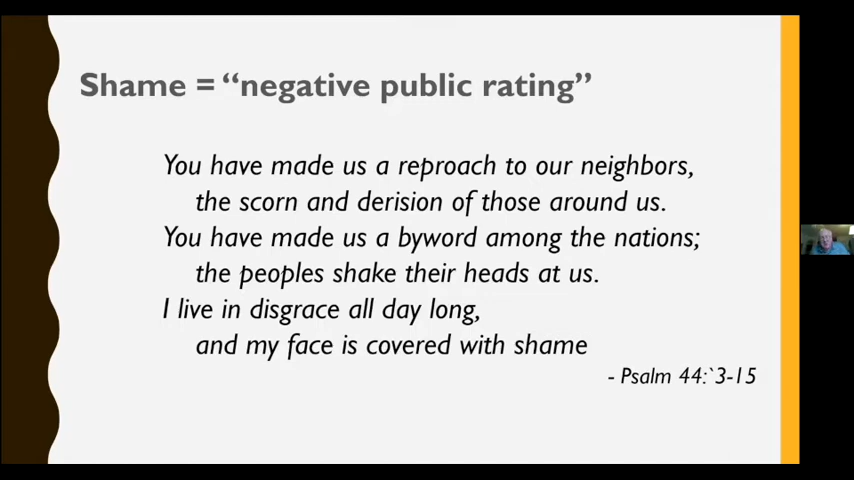 Shame = “negative public rating”
You have made us a reproach to our neighbors,
the scorn and derision of those around us.
You have made us a byword among the nations;
the peoples shake their heads at us.
I live in disgrace all day long,
and my face is covered with shame
- Psalm 44:`3-15